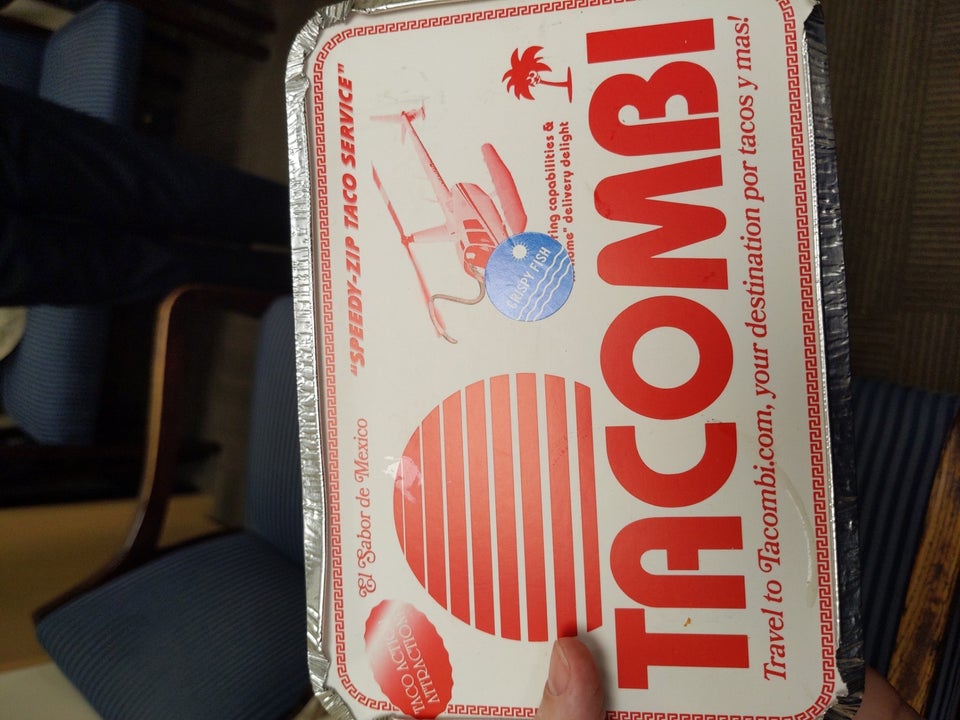 El Sabor de Mexico
"SPEEDY-ZIP TACO SERVICE"
TACO ACTION
ATTRACTION
CRISPY FISH
capabilities &
delivery delight
TACOMBI
Travel to Tacombi.com, your destination por tacos y mas!